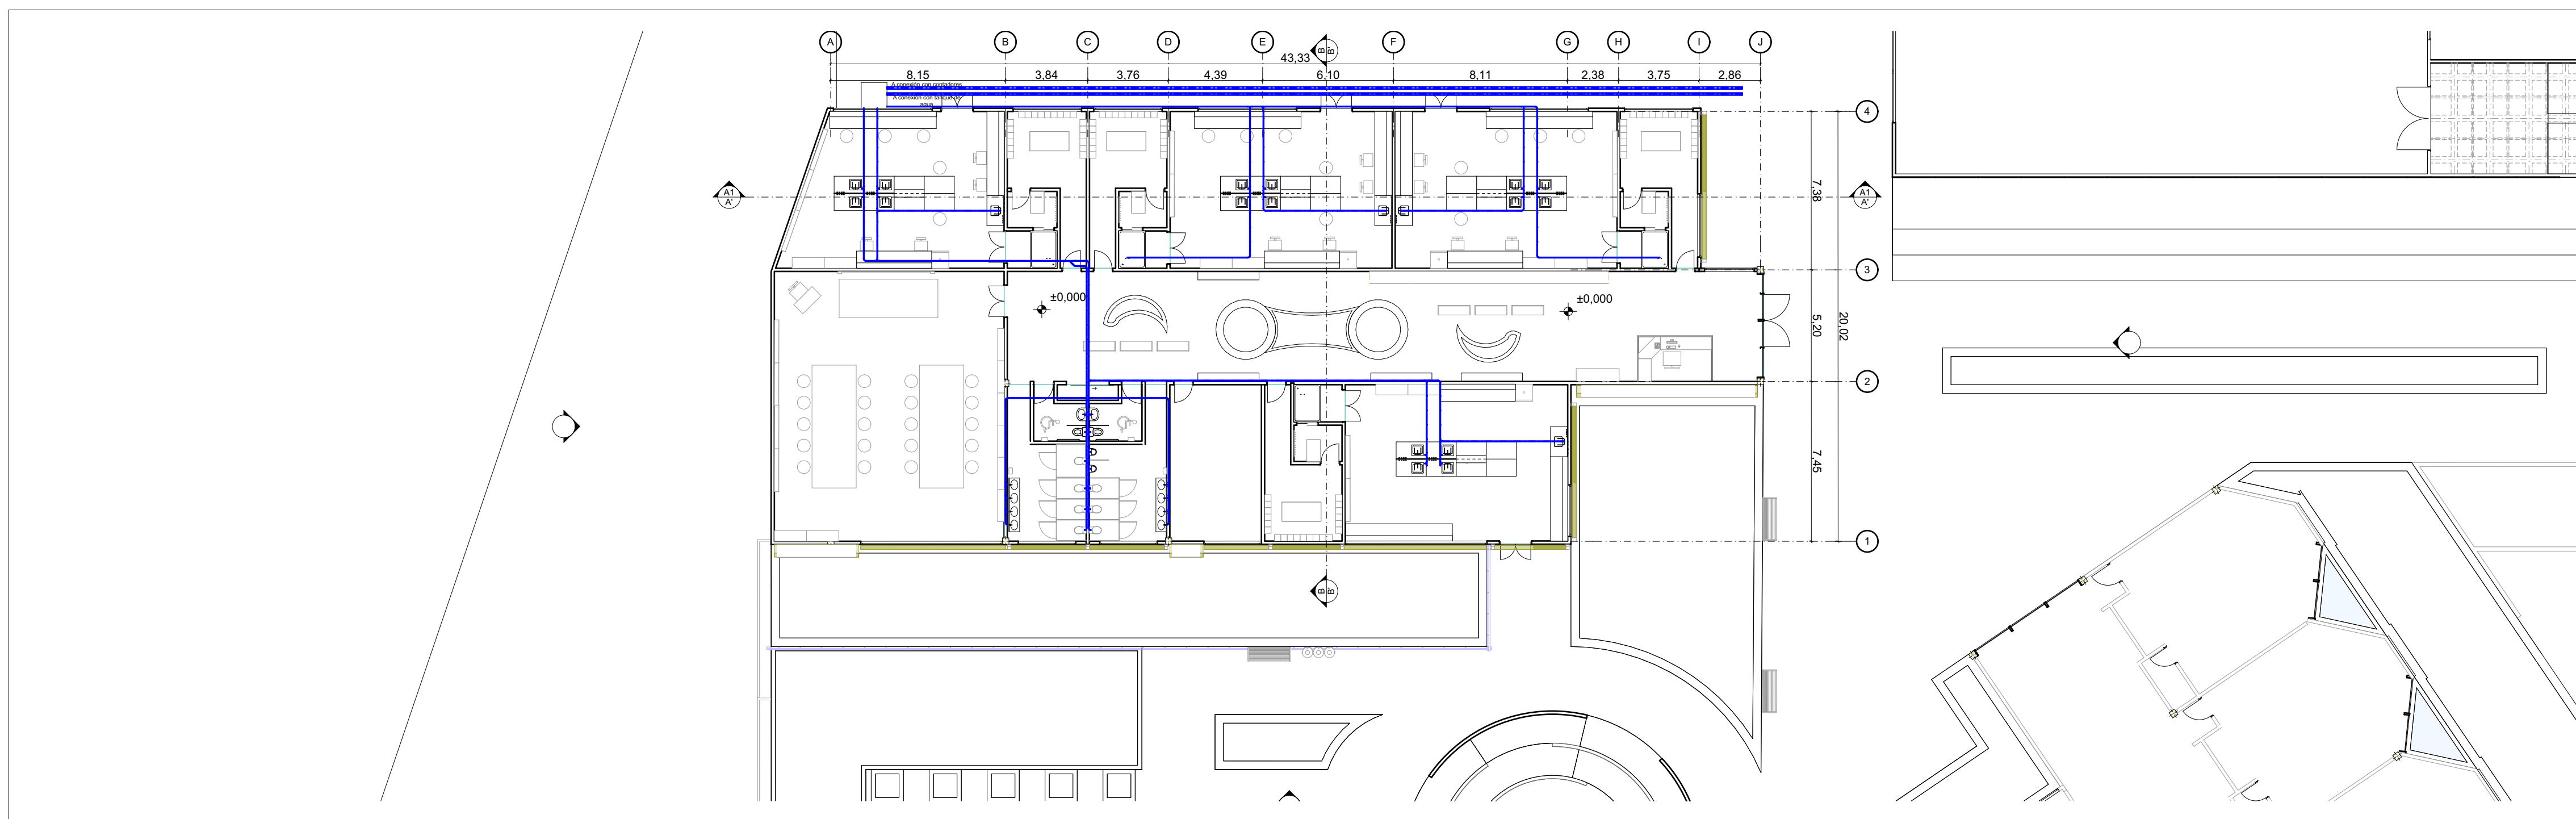 A B C D E F G H I J
B B'
43,33
8,15 3,84 3,76 4,39 6,10 8,11 2,38 3,75 2,86
A conexión con contadores
A conexión con tanque de
agua
4
A1
A'
7,38
A1
A'
3
±0,000
±0,000
5,20
20,02
2
7,45
1
B B'